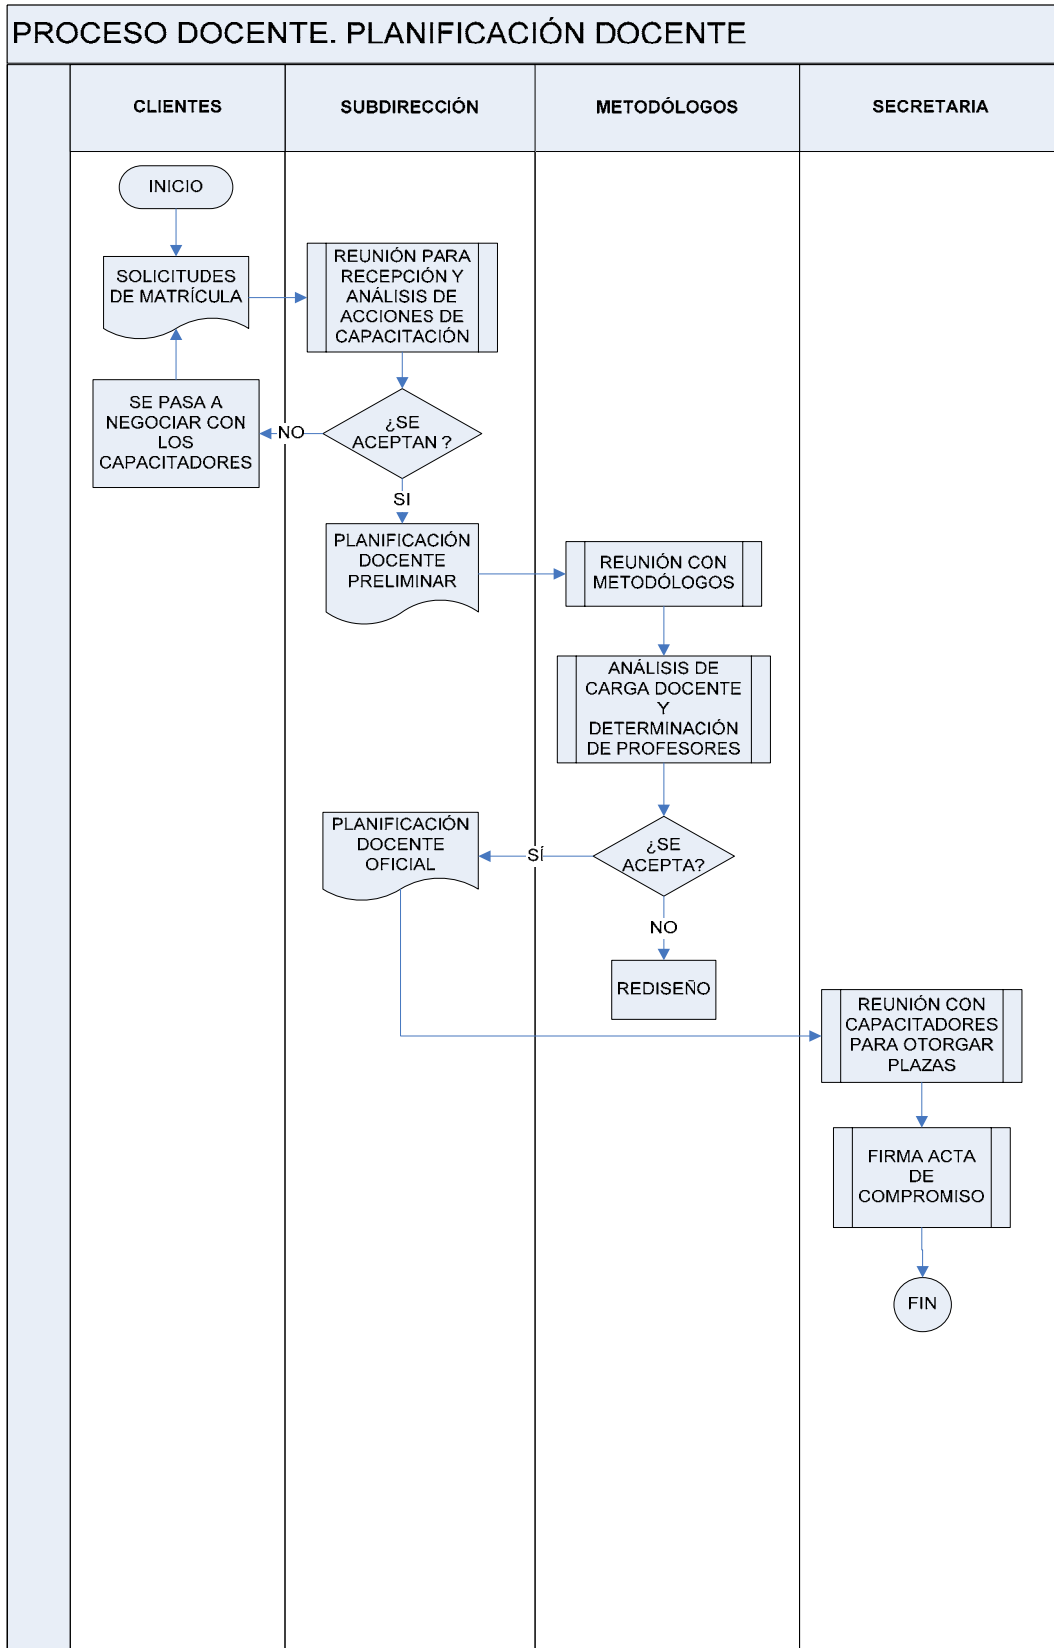 PROCESO DOCENTE. PLANIFICACIÓN DOCENTE
CLIENTES
SUBDIRECCIÓN
METODÓLOGOS
SECRETARIA
INICIO
SOLICITUDES
DE MATRÍCULA
REUNIÓN PARA
RECEPCIÓN Y
ANÁLISIS DE
ACCIONES DE
CAPACITACIÓN
SE PASA A
NEGOCIAR CON
LOS
CAPACITADORES
NO
¿SE
ACEPTAN ?
SI
PLANIFICACIÓN
DOCENTE
PRELIMINAR
REUNIÓN CON
METODÓLOGOS
ANÁLISIS DE
CARGA DOCENTE
Y
DETERMINACIÓN
DE PROFESORES
PLANIFICACIÓN
DOCENTE
OFICIAL
SÍ
¿SE
ACEPTA?
NO
REDISEÑO
REUNIÓN CON
CAPACITADORES
PARA OTORGAR
PLAZAS
FIRMA ACTA
DE
COMPROMISO
FIN